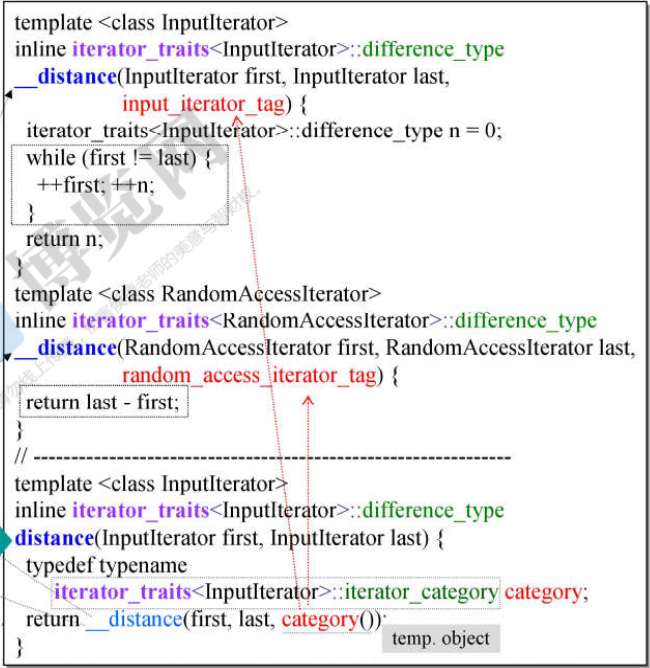 template <class InputIterator>
inline iterator_traits<InputIterator>::difference_type
__distance(InputIterator first, InputIterator last,
input_iterator_tag) {
iterator_traits<InputIterator>::difference_type n = 0;
while (first != last) {
++first; ++n;
}
return n;
}
template <class RandomAccessIterator>
inline iterator_traits<RandomAccessIterator>::difference_type
__distance(RandomAccessIterator first, RandomAccessIterator last,
random_access_iterator_tag) {
return last - first;
}
// ---------------------------------------------------------------
template <class InputIterator>
inline iterator_traits<InputIterator>::difference_type
distance(InputIterator first, InputIterator last) {
typedef typename
iterator_traits<InputIterator>::iterator_category category;
return __distance(first, last, category());
temp. object
}
博览网